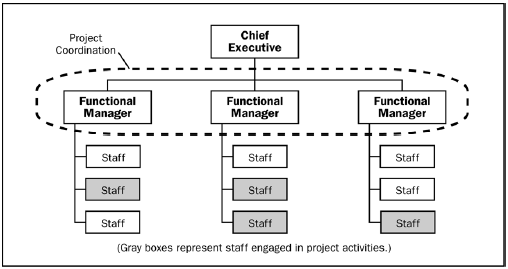 Project
Coordination
Chief
Executive
Functional
Manager
Functional
Manager
Functional
Manager
Staff
Staff
Staff
Staff
Staff
Staff
Staff
Staff
Staff
(Gray boxes represent staff engaged in project activities.)